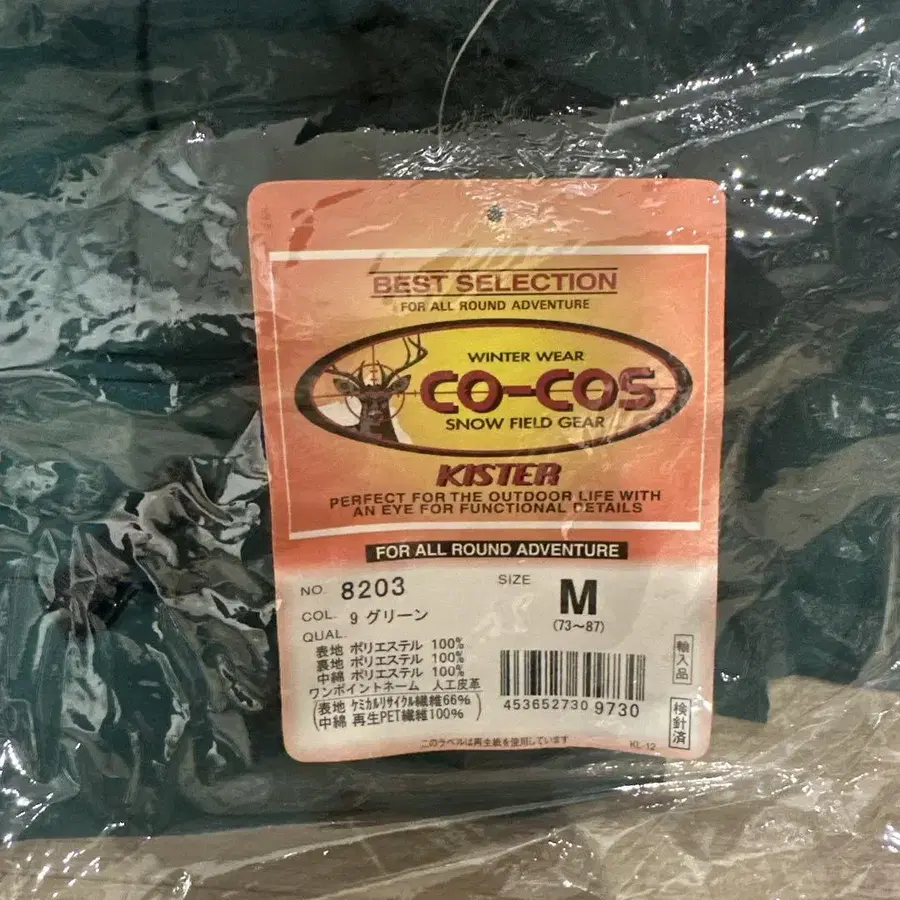 BEST SELECTION
FOR ALL ROUND ADVENTURE
WINTER WEAR
CO-COS
SNOW FIELD GEAR
KISTER
PERFECT FOR THE OUTDOOR LIFE WITH
AN EYE FOR FUNCTIONAL DETAILS
FOR ALL ROUND ADVENTURE
NO. 8203
COL. 9 グリーン
QUAL.
表地 ポリエステル 100%
裏地 ポリエステル 100%
中綿 ポリエステル 100%
ワンポイントネーム 人工皮革
(表地 ケミカルリサイクル繊維66%
中綿 再生PET繊維100%)
SIZE
M
(73～87)
453652730 9730
輸入品
検針済
このラベルは再生紙を使用しています
KL-12